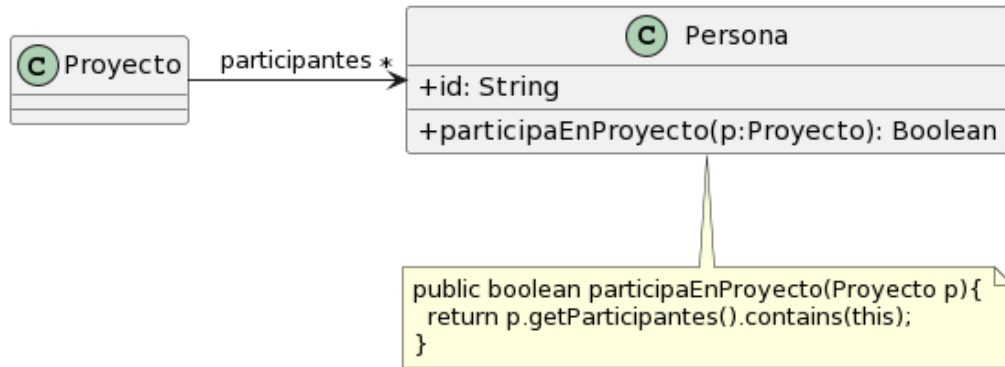 C Proyecto
participantes *
C Persona
+id: String
+participaEnProyecto(p:Proyecto): Boolean
public boolean participaEnProyecto(Proyecto p){
return p.getParticipantes().contains(this);
}